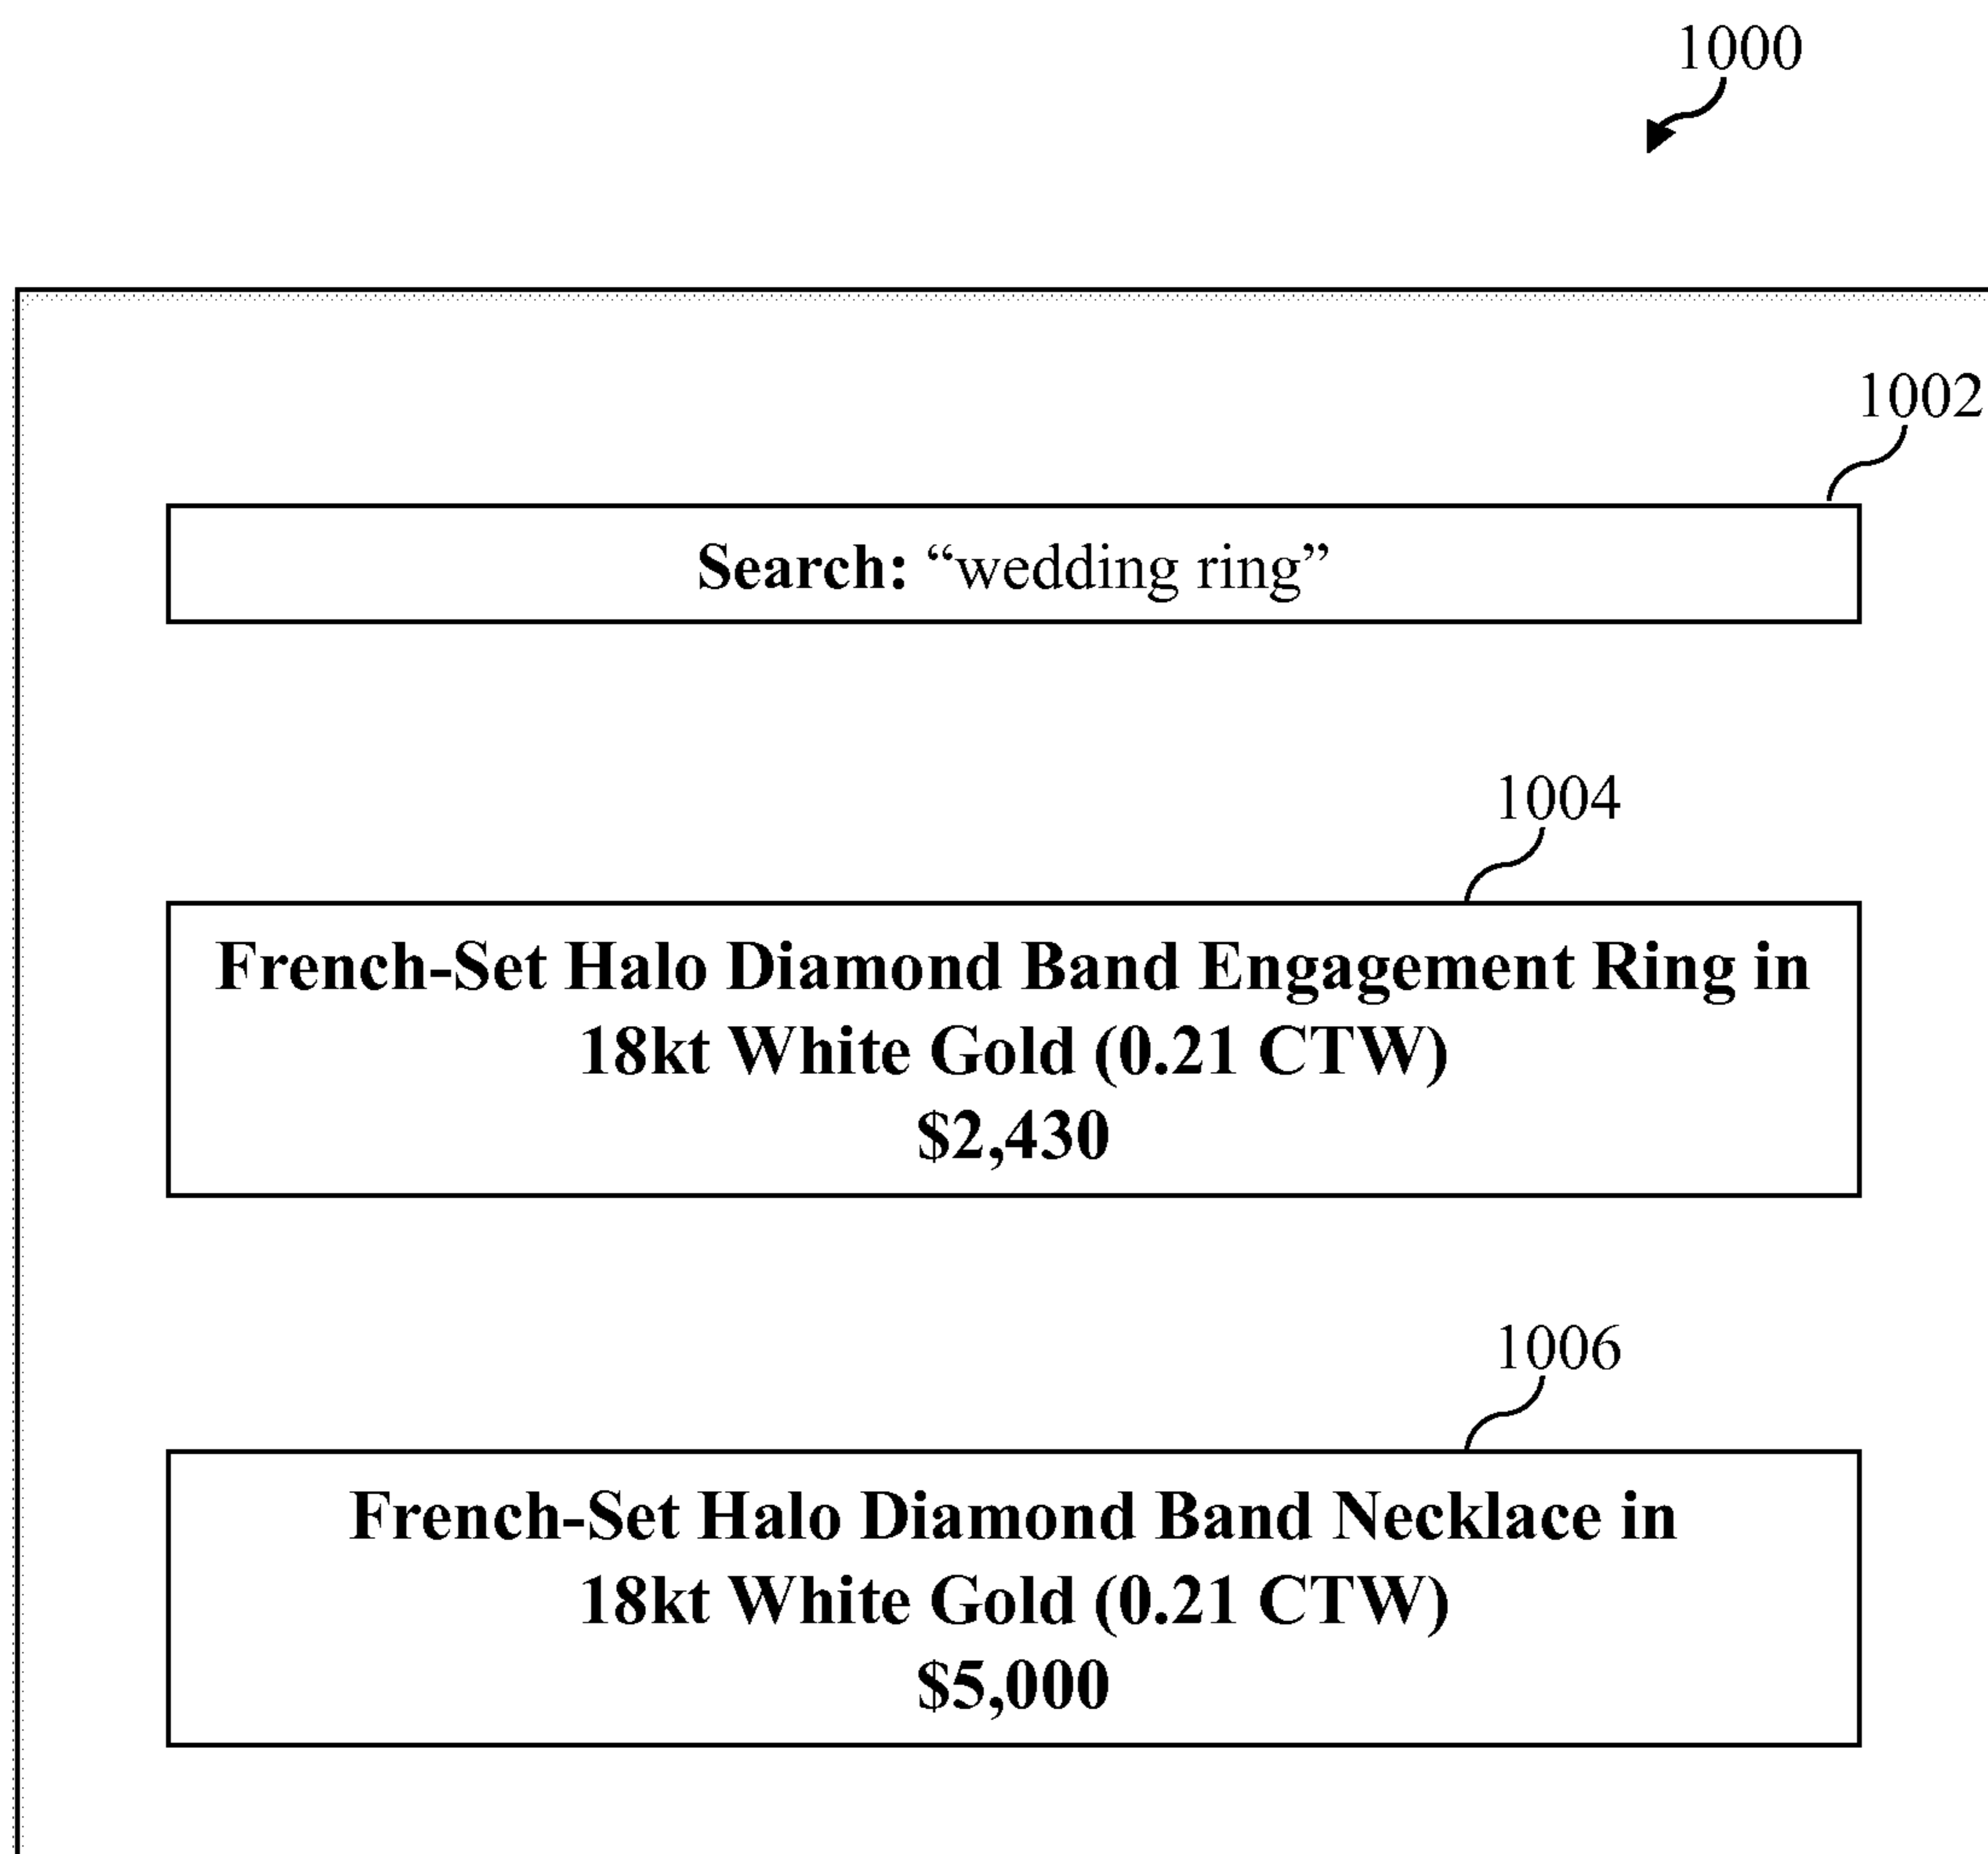 1000
1002
Search: “wedding ring”
1004
French-Set Halo Diamond Band Engagement Ring in
18kt White Gold (0.21 CTW)
$2,430
1006
French-Set Halo Diamond Band Necklace in
18kt White Gold (0.21 CTW)
$5,000